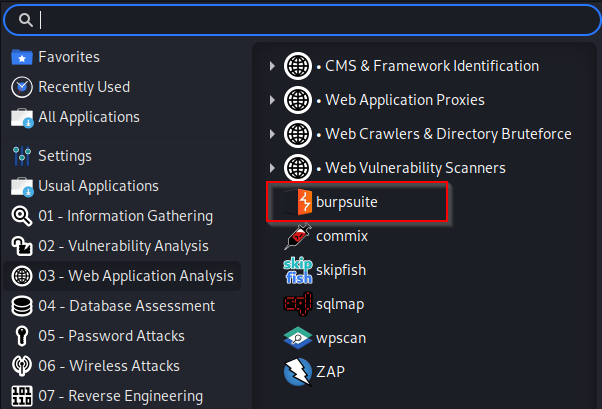 Favorites
Recently Used
All Applications
Settings
Usual Applications
01 - Information Gathering
02 - Vulnerability Analysis
03 - Web Application Analysis
04 - Database Assessment
05 - Password Attacks
06 - Wireless Attacks
07 - Reverse Engineering
• CMS & Framework Identification
• Web Application Proxies
• Web Crawlers & Directory Bruteforce
• Web Vulnerability Scanners
burpsuite
commix
skip
fish
skipfish
sql
sqlmap
wpscan
ZAP